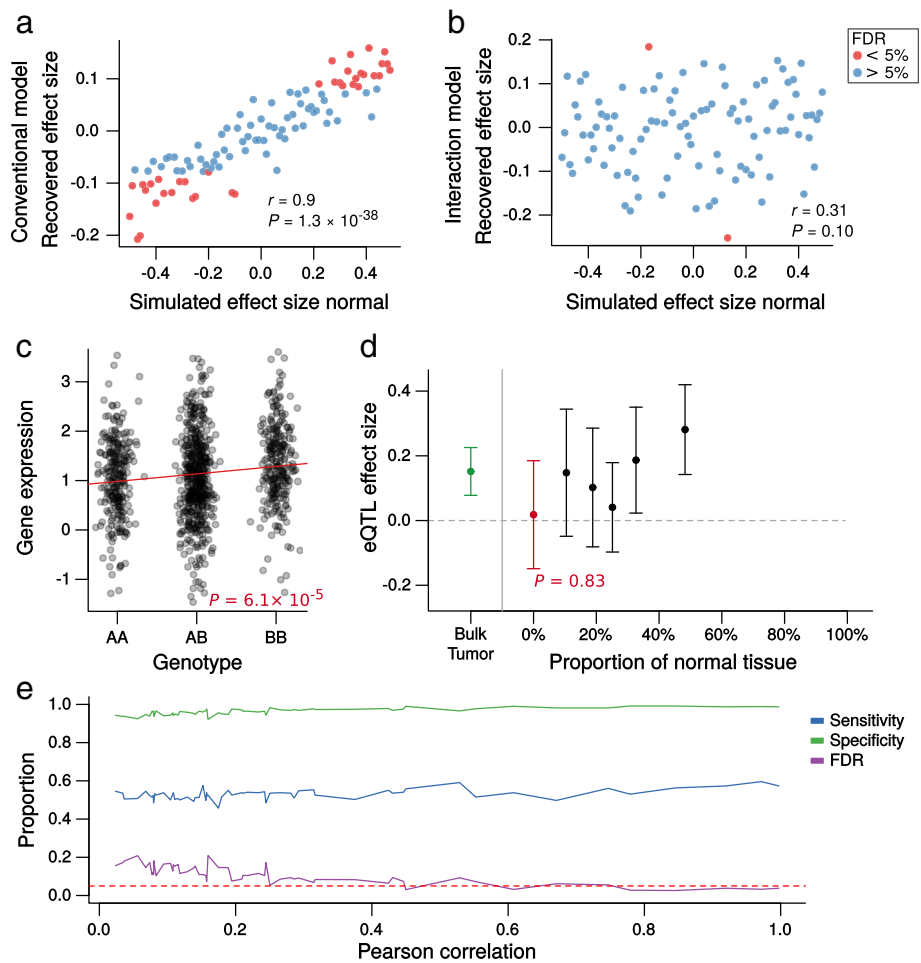 a
Conventional model
Recovered effect size
0.1
0.0
-0.1
-0.2
r = 0.9
P = 1.3 × 10-38
-0.4
-0.2
0.0
0.2
0.4
Simulated effect size normal
b
Interaction model
Recovered effect size
0.2
0.1
0.0
-0.1
-0.2
r = 0.31
P = 0.10
-0.4
-0.2
0.0
0.2
0.4
Simulated effect size normal
FDR
< 5%
> 5%
c
Gene expression
3
2
1
0
-1
P = 6.1× 10-5
AA
AB
BB
Genotype
d
eQTL effect size
0.4
0.2
0.0
-0.2
P = 0.83
Bulk
Tumor
0%
20%
40%
60%
80%
100%
Proportion of normal tissue
e
Proportion
1.0
0.8
0.6
0.4
0.2
0.0
0.0
0.2
0.4
0.6
0.8
1.0
Pearson correlation
Sensitivity
Specificity
FDR